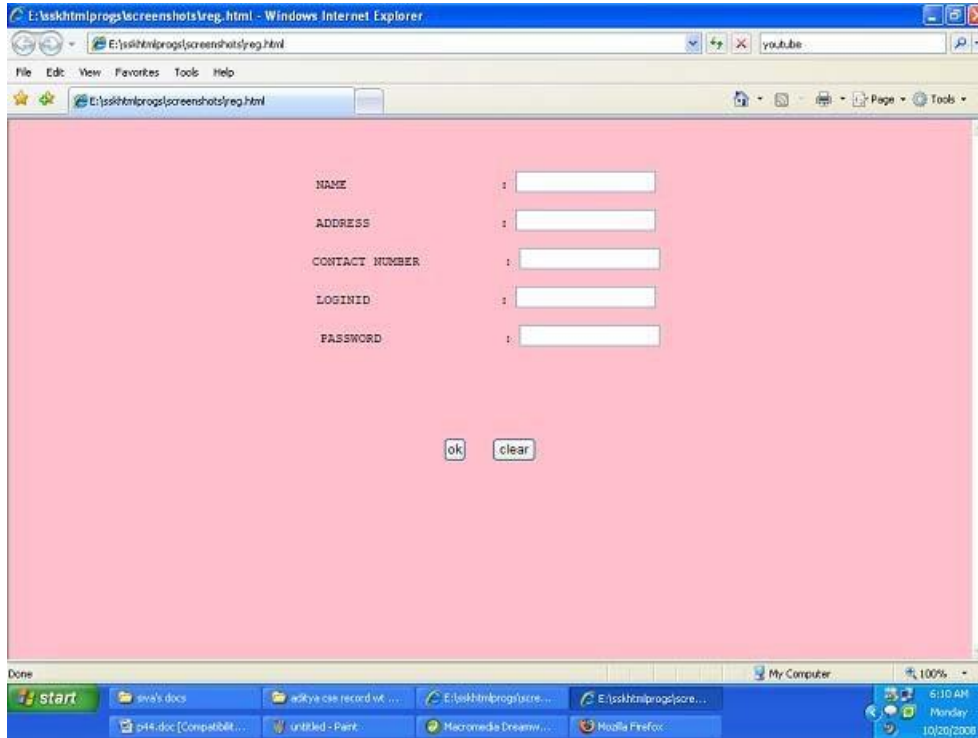 E:\sskhtmlprogs\screenshots\reg.html - Windows Internet Explorer
E:\sskhtmlprogs\screenshots\reg.html
youtube
File Edit View Favorites Tools Help
E:\sskhtmlprogs\screenshots\reg.html
Page Tools
NAME :
ADDRESS :
CONTACT NUMBER :
LOGINID :
PASSWORD :
ok clear
Done My Computer 100%
start siva's docs aditya cse record wt ... E:\sskhtmlprogs\scre... E:\sskhtmlprogs\scre... 6:10 AM
p44.doc [Compatibilit... untitled - Paint Macromedia Dreamw... Mozilla Firefox Monday
10/20/2008